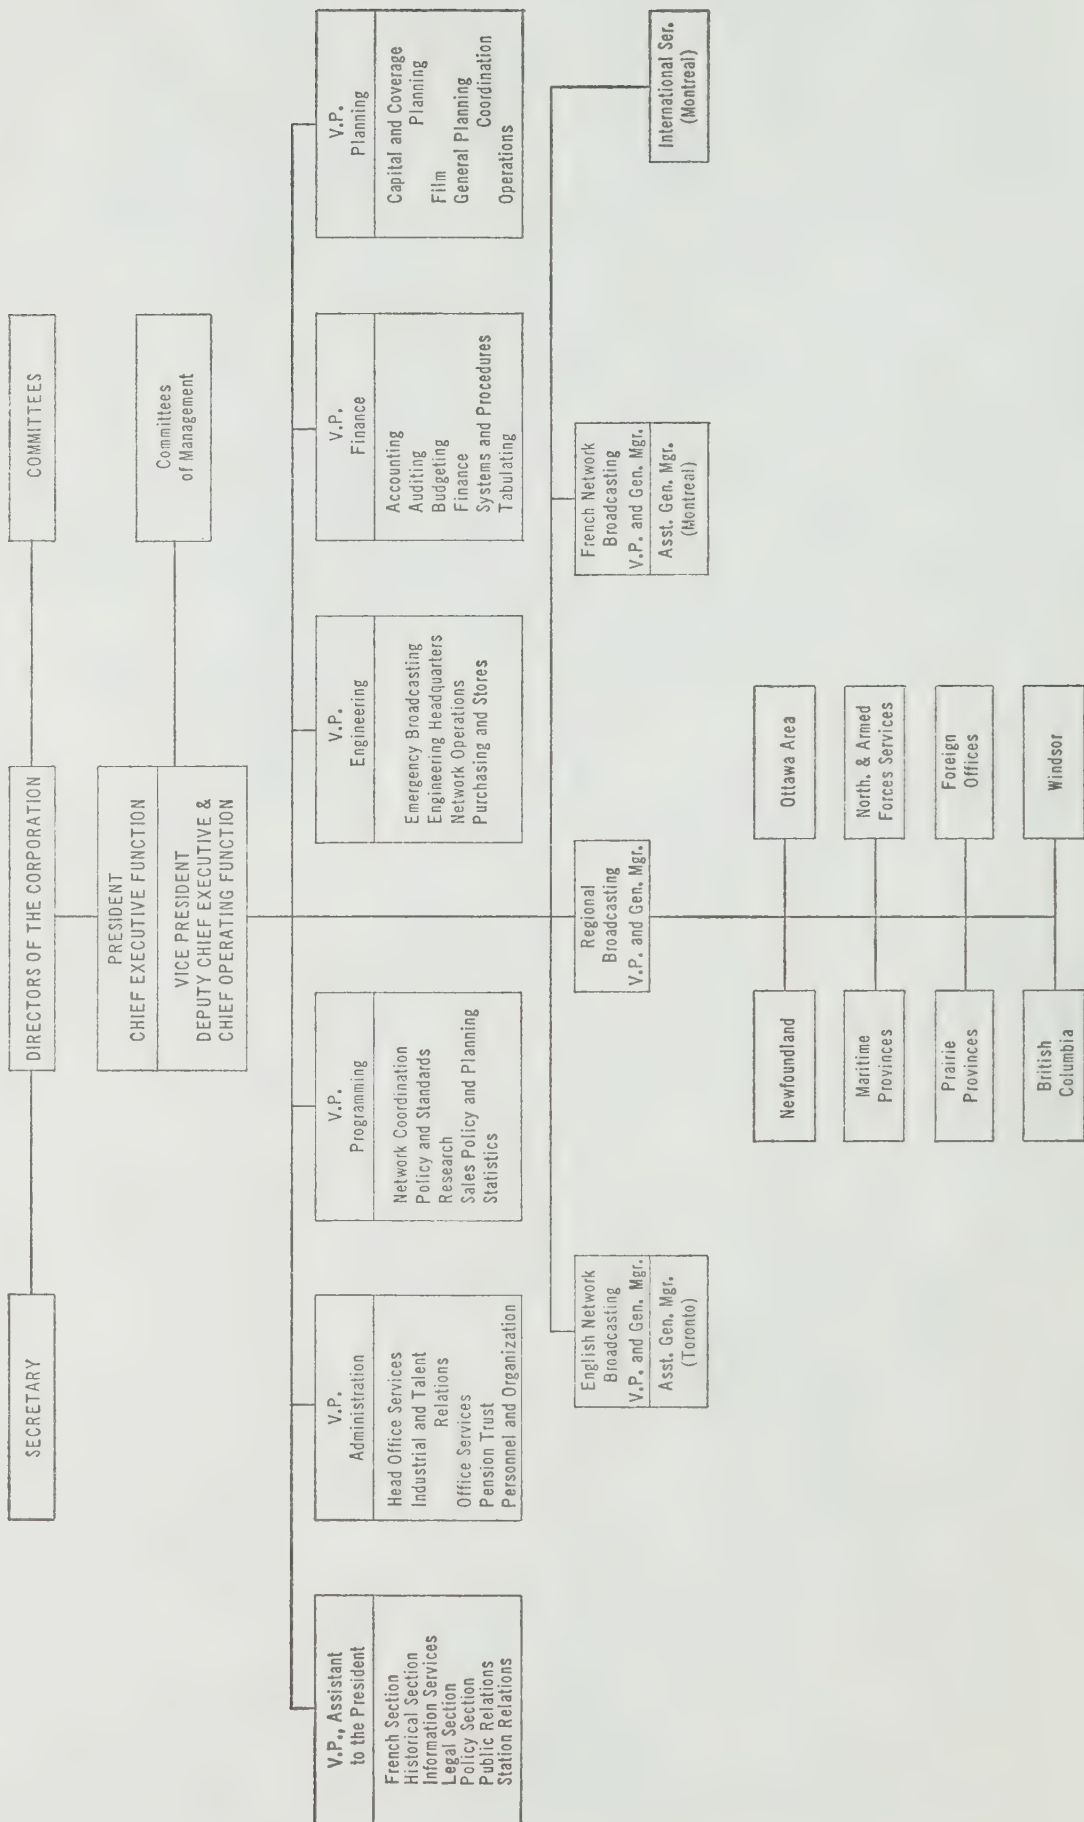 SECRETARY
DIRECTORS OF THE CORPORATION
COMMITTEES
PRESIDENT
CHIEF EXECUTIVE FUNCTION
VICE PRESIDENT
DEPUTY CHIEF EXECUTIVE &
CHIEF OPERATING FUNCTION
Committees
of Management
V.P., Assistant
to the President
French Section
Historical Section
Information Services
Legal Section
Policy Section
Public Relations
Station Relations
V.P.
Administration
Head Office Services
Industrial and Talent
Relations
Office Services
Pension Trust
Personnel and Organization
V.P.
Programming
Network Coordination
Policy and Standards
Research
Sales Policy and Planning
Statistics
V.P.
Engineering
Emergency Broadcasting
Engineering Headquarters
Network Operations
Purchasing and Stores
V.P.
Finance
Accounting
Auditing
Budgeting
Finance
Systems and Procedures
Tabulating
V.P.
Planning
Capital and Coverage
Planning
Film
General Planning
Coordination
Operations
English Network
Broadcasting
V.P. and Gen. Mgr.
Asst. Gen. Mgr.
(Toronto)
Regional
Broadcasting
V.P. and Gen. Mgr.
French Network
Broadcasting
V.P. and Gen. Mgr.
Asst. Gen. Mgr.
(Montreal)
International Ser.
(Montreal)
Newfoundland
Ottawa Area
Maritime
Provinces
North. & Armed
Forces Services
Prairie
Provinces
Foreign
Offices
British
Columbia
Windsor